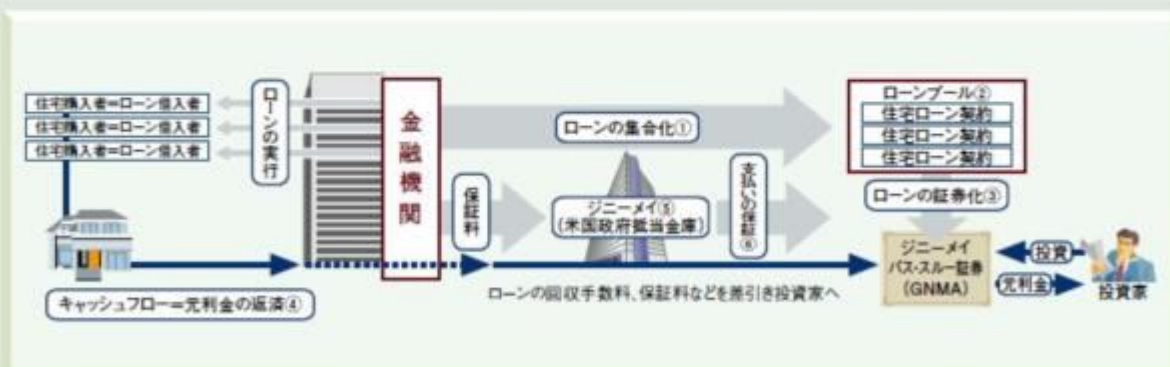 住宅購入者=ローン借入者
住宅購入者=ローン借入者
住宅購入者=ローン借入者
ローンの実行
金融機関
ローンの集合化①
ローンプール②
住宅ローン契約
住宅ローン契約
住宅ローン契約
保証料
ジニーメイ⑤
(米国政府抵当金庫)
支払いの保証⑥
ローンの証券化③
ジニーメイ
パス・スルー証券
(GNMA)
投資
元利金
投資家
キャッシュフロー=元利金の返済④
ローンの回収手数料、保証料などを差引き投資家へ